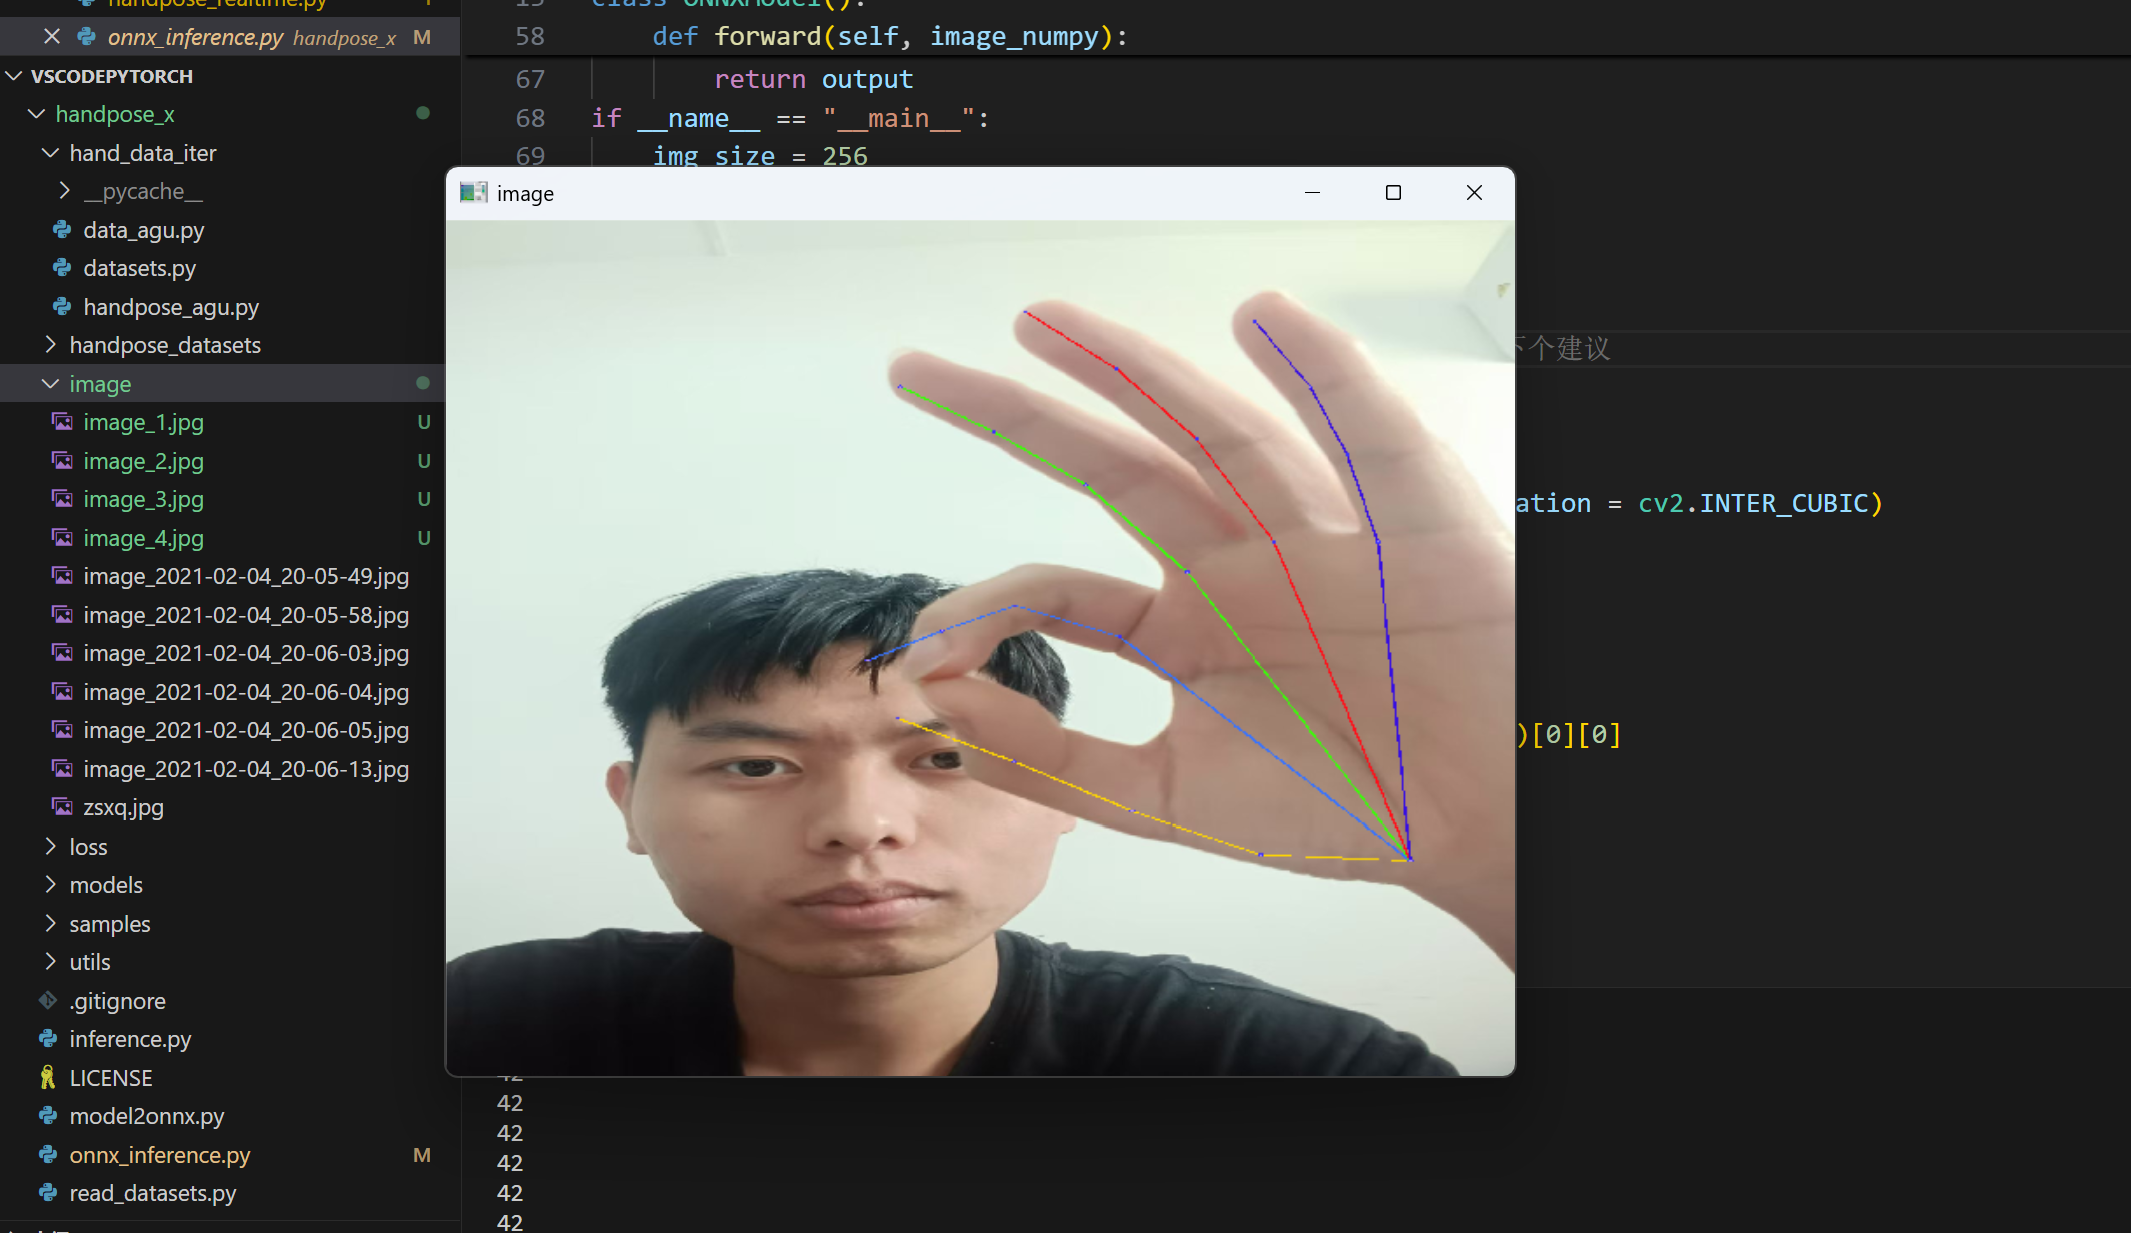 handpose_realtime.py
onnx_inference.py handpose_x M
VSCODEPYTORCH
handpose_x
hand_data_iter
__pycache__
data_agu.py
datasets.py
handpose_agu.py
handpose_datasets
image
image_1.jpg U
image_2.jpg U
image_3.jpg U
image_4.jpg U
image_2021-02-04_20-05-49.jpg
image_2021-02-04_20-05-58.jpg
image_2021-02-04_20-06-03.jpg
image_2021-02-04_20-06-04.jpg
image_2021-02-04_20-06-05.jpg
image_2021-02-04_20-06-13.jpg
zsxq.jpg
loss
models
samples
utils
.gitignore
inference.py
LICENSE
model2onnx.py
onnx_inference.py M
read_datasets.py
class ONNXModel():
58 def forward(self, image_numpy):
67 return output
68 if __name__ == "__main__":
69 img_size = 256
image
个建议
ation = cv2.INTER_CUBIC)
)[0][0]
42
42
42
42
42
42